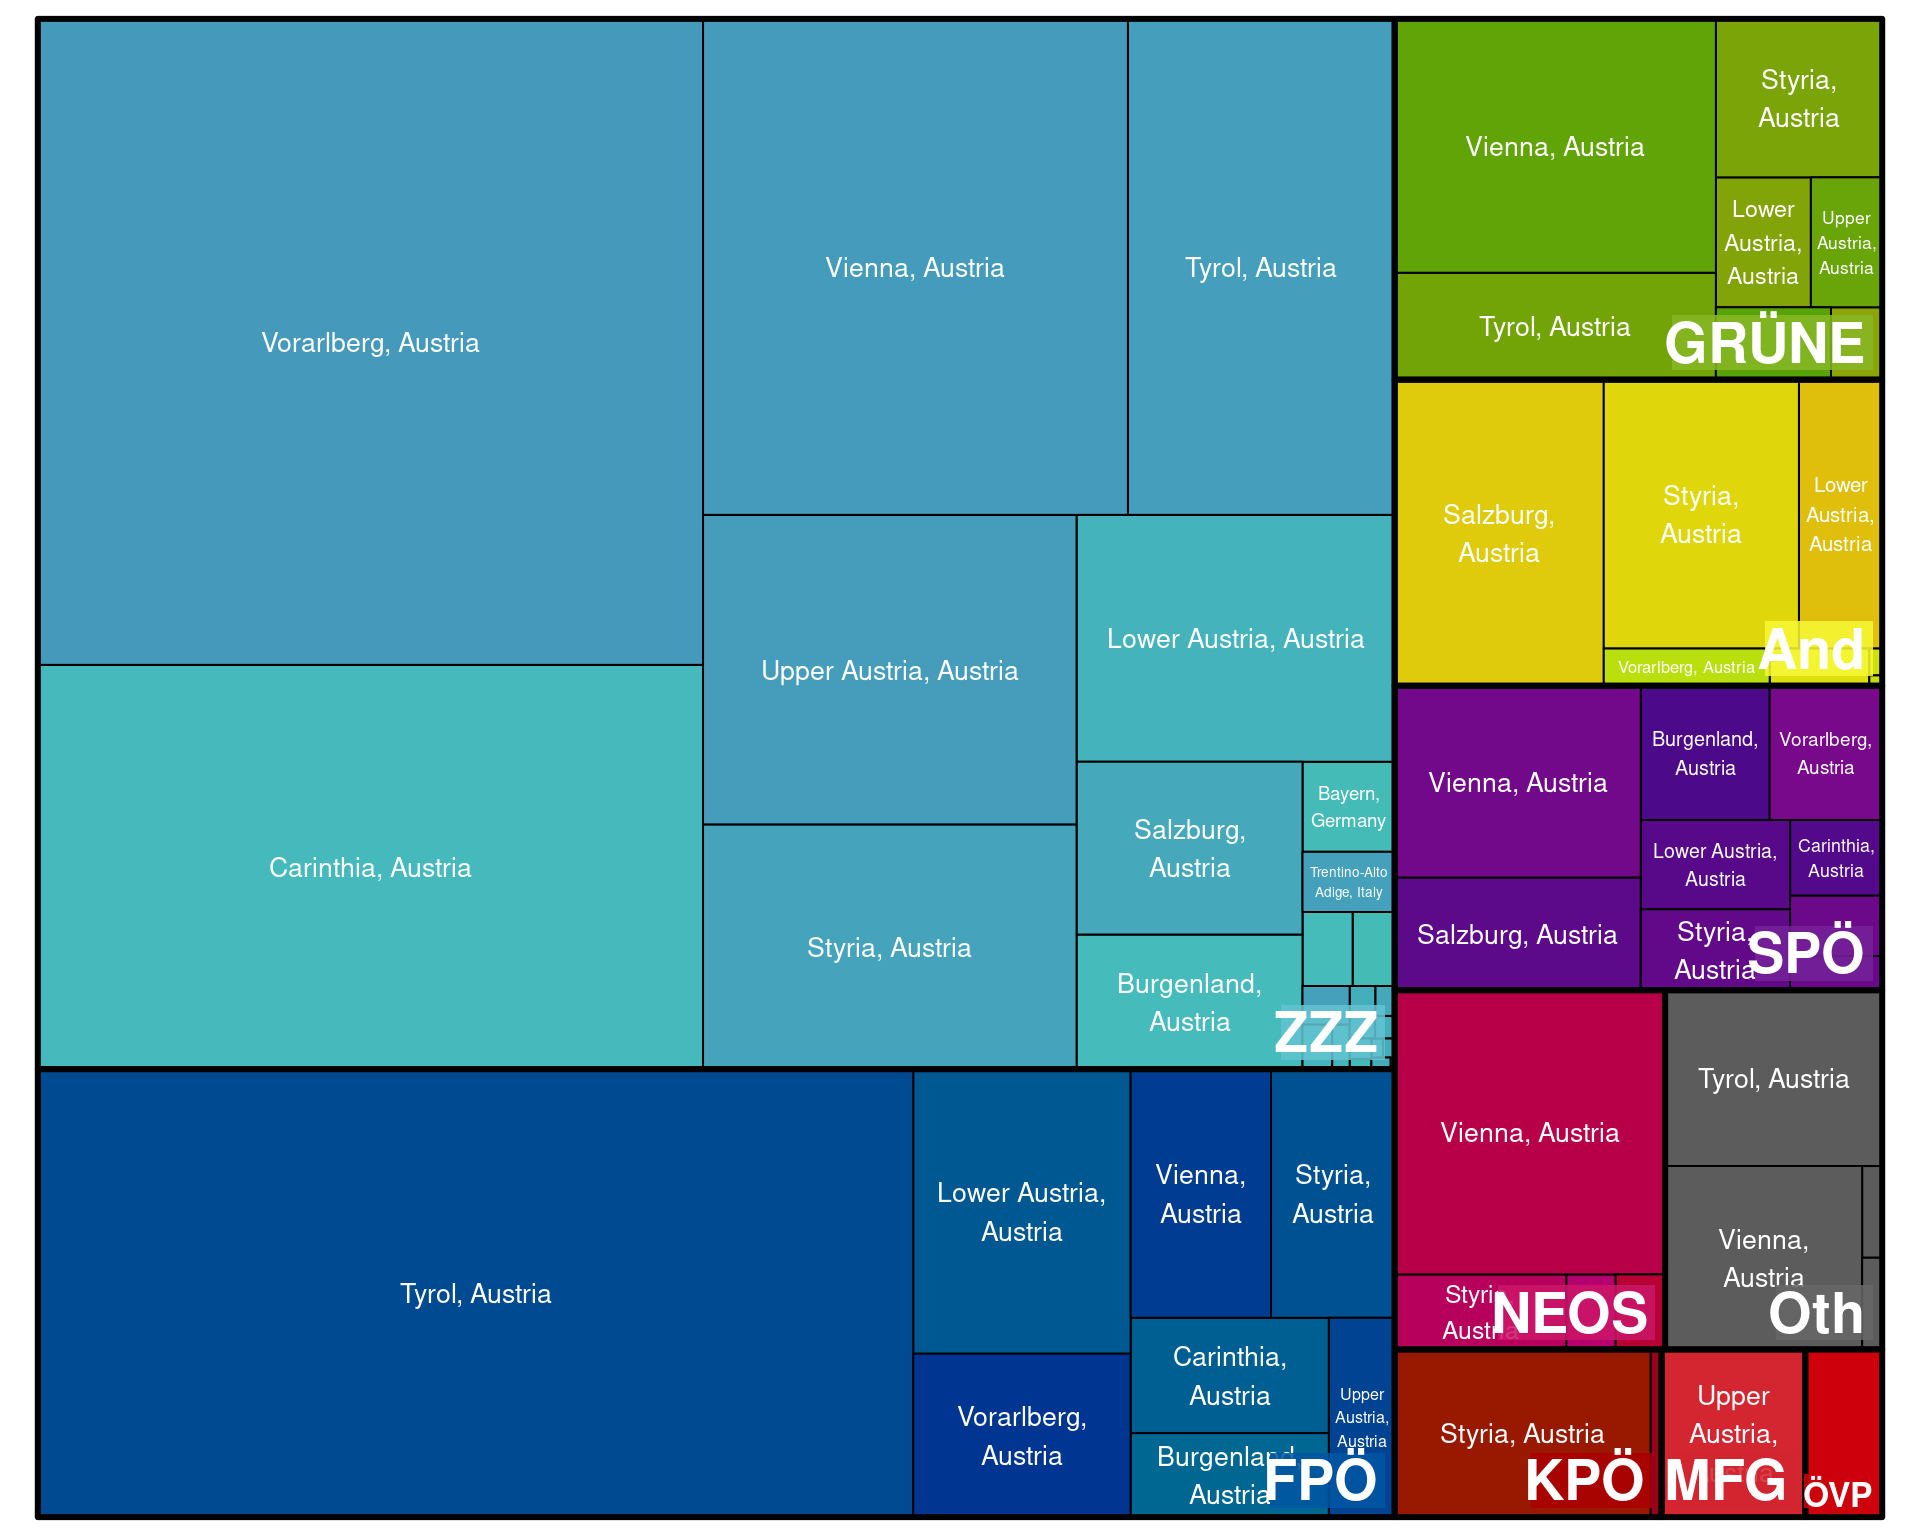 Vorarlberg, Austria
Vienna, Austria
Tyrol, Austria
Carinthia, Austria
Upper Austria, Austria
Lower Austria, Austria
Styria, Austria
Salzburg,
Austria
Burgenland,
Austria
Bayern,
Germany
Trentino-Alto
Adige, Italy
ZZZ
Tyrol, Austria
Lower Austria,
Austria
Vorarlberg,
Austria
Vienna,
Austria
Styria,
Austria
Carinthia,
Austria
Burgenland,
Austria
Upper
Austria,
Austria
FPÖ
Vienna, Austria
Tyrol, Austria
Styria,
Austria
Lower
Austria,
Austria
Upper
Austria,
Austria
GRÜNE
Salzburg,
Austria
Styria,
Austria
Lower
Austria,
Austria
Vorarlberg, Austria
And
Vienna, Austria
Salzburg, Austria
Burgenland,
Austria
Vorarlberg,
Austria
Lower Austria,
Austria
Carinthia,
Austria
Styria,
Austria
SPÖ
Vienna, Austria
Styria,
Austria
NEOS
Tyrol, Austria
Vienna,
Austria
Oth
Styria, Austria
KPÖ
Upper
Austria,
Austria
MFG
ÖVP